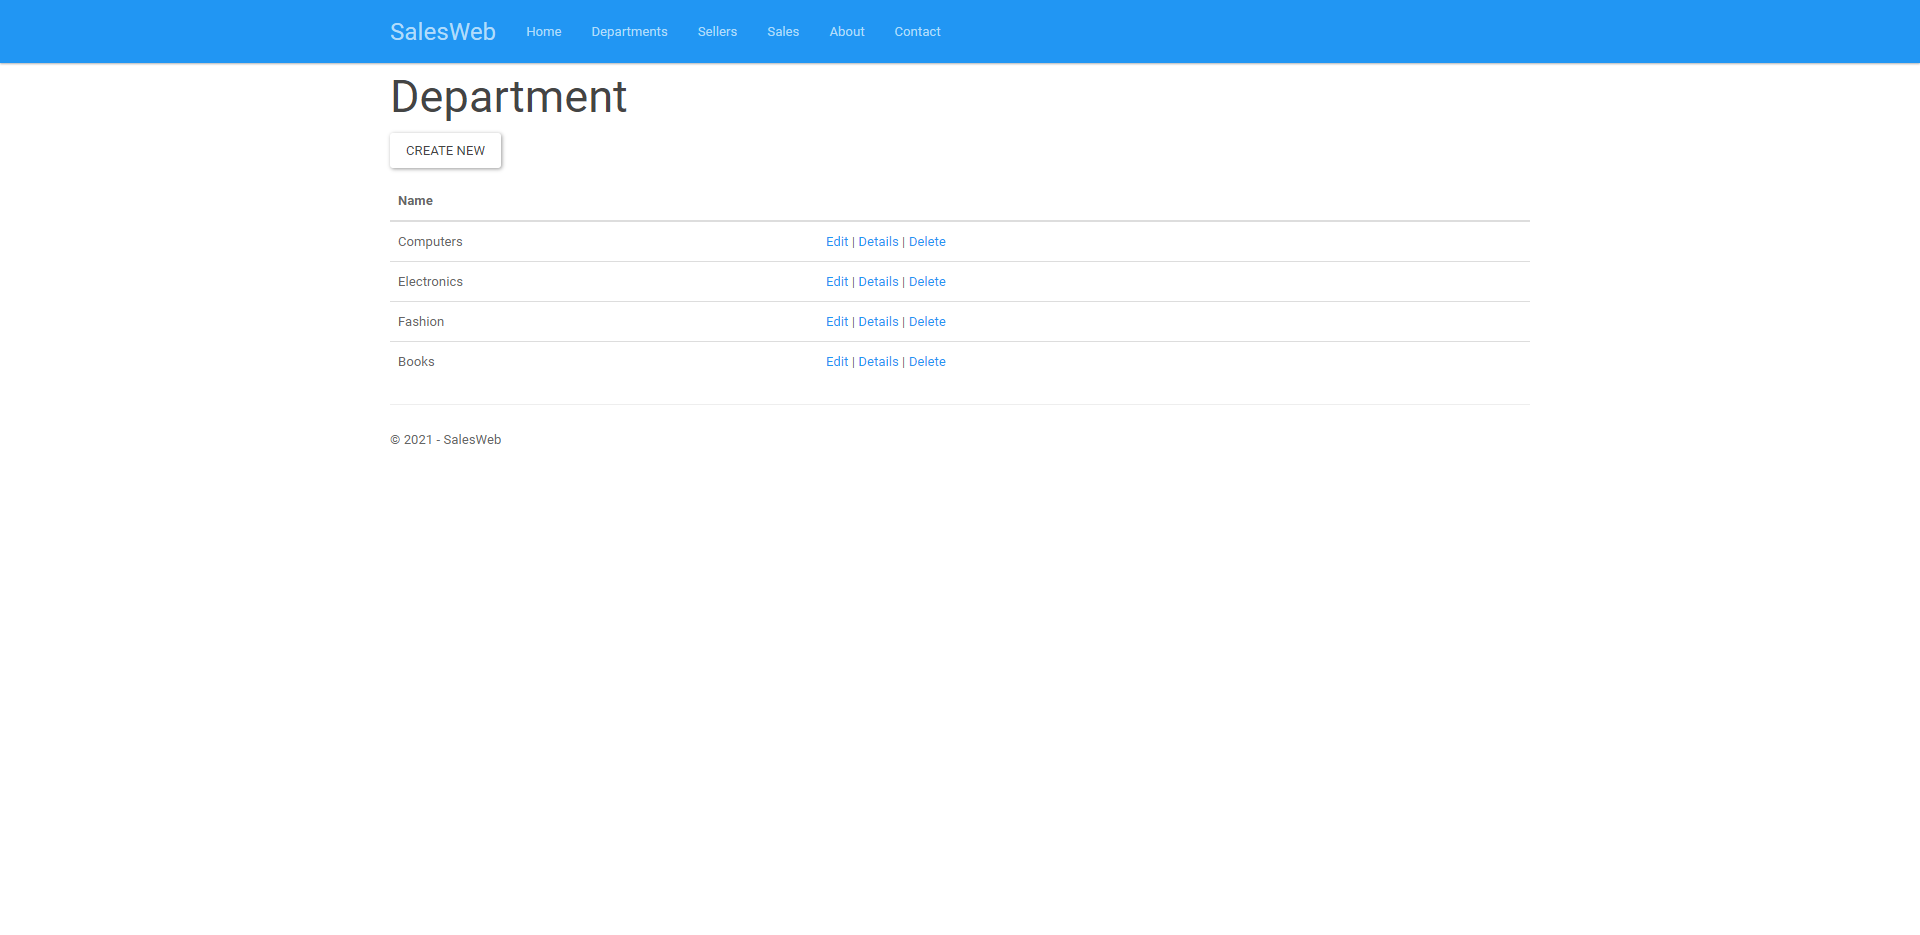 SalesWeb Home Departments Sellers Sales About Contact
Department
CREATE NEW
Name
Computers Edit | Details | Delete
Electronics Edit | Details | Delete
Fashion Edit | Details | Delete
Books Edit | Details | Delete
© 2021 - SalesWeb